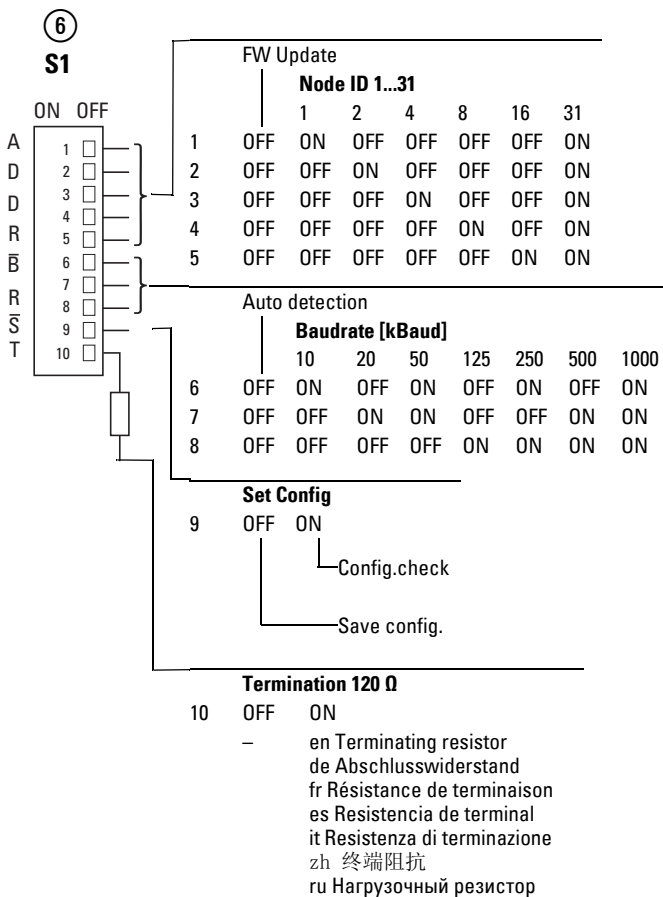 6
S1
ON OFF
A
D
D
R
B̅
R
S̅
T
1
2
3
4
5
6
7
8
9
10
FW Update
Node ID 1...31
1 2 4 8 16 31
1 OFF ON OFF OFF OFF OFF ON
2 OFF OFF ON OFF OFF OFF ON
3 OFF OFF OFF ON OFF OFF ON
4 OFF OFF OFF OFF ON OFF ON
5 OFF OFF OFF OFF OFF ON ON
Auto detection
Baudrate [kBaud]
10 20 50 125 250 500 1000
6 OFF ON OFF ON OFF ON OFF ON
7 OFF OFF ON ON OFF OFF ON ON
8 OFF OFF OFF OFF ON ON ON ON
Set Config
9 OFF ON
Config.check
Save config.
Termination 120 Ω
10 OFF ON
– en Terminating resistor
de Abschlusswiderstand
fr Résistance de terminaison
es Resistencia de terminal
it Resistenza di terminazione
zh 终端阻抗
ru Нагрузочный резистор